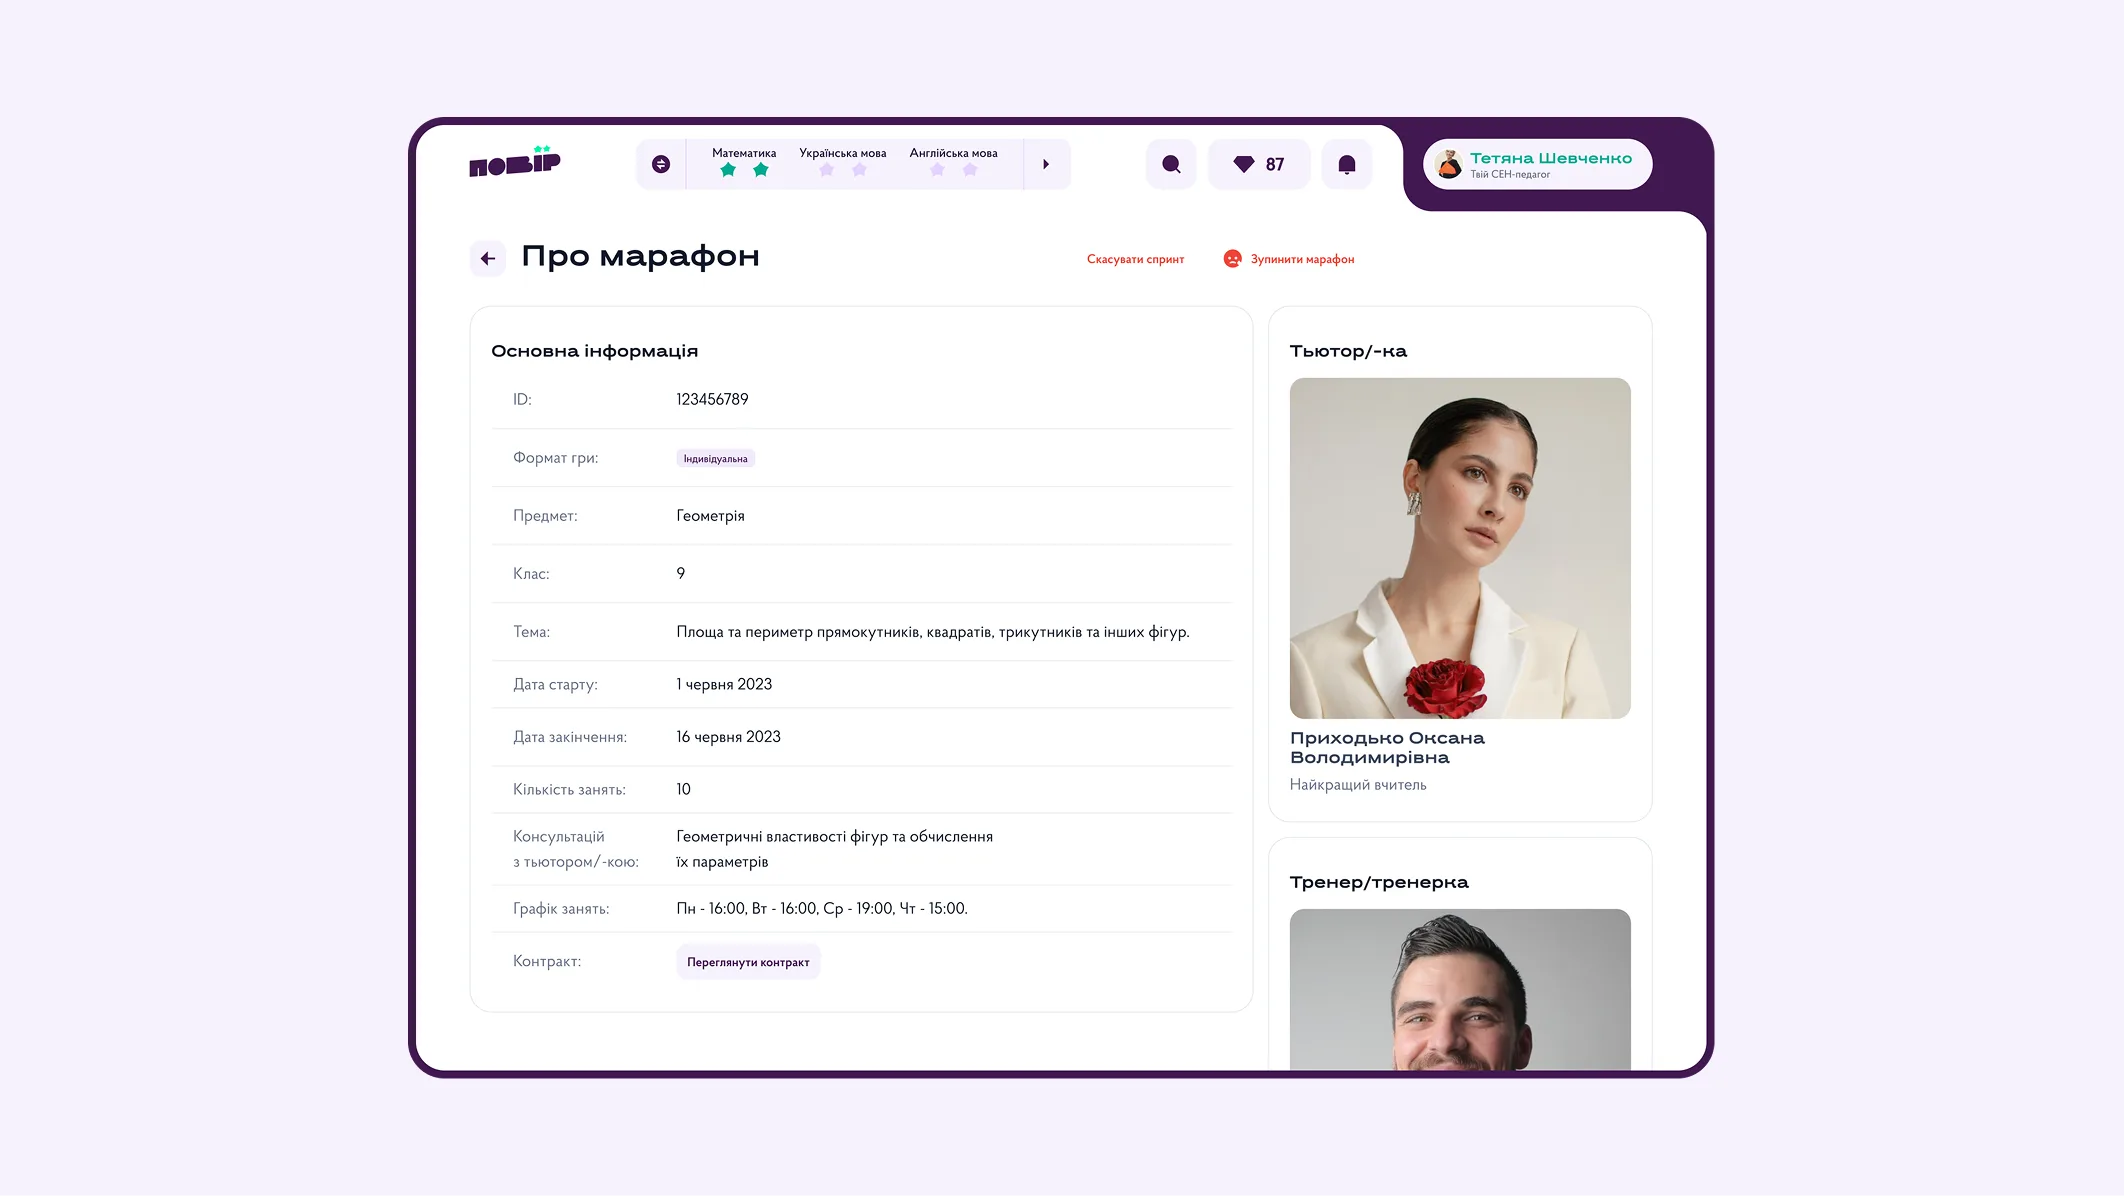 повір
Математика
Українська мова
Англійська мова
87
Тетяна Шевченко
Твій СЕН-педагог
Про марафон
Скасувати спринт
Зупинити марафон
Основна інформація
ID: 123456789
Формат гри: Індивідуальна
Предмет: Геометрія
Клас: 9
Тема: Площа та периметр прямокутників, квадратів, трикутників та інших фігур.
Дата старту: 1 червня 2023
Дата закінчення: 16 червня 2023
Кількість занять: 10
Консультацій
з тьютором/-кою:
Геометричні властивості фігур та обчислення
їх параметрів
Графік занять: Пн - 16:00, Вт - 16:00, Ср - 19:00, Чт - 15:00.
Контракт: Переглянути контракт
Тьютор/-ка
Приходько Оксана
Володимирівна
Найкращий вчитель
Тренер/тренерка